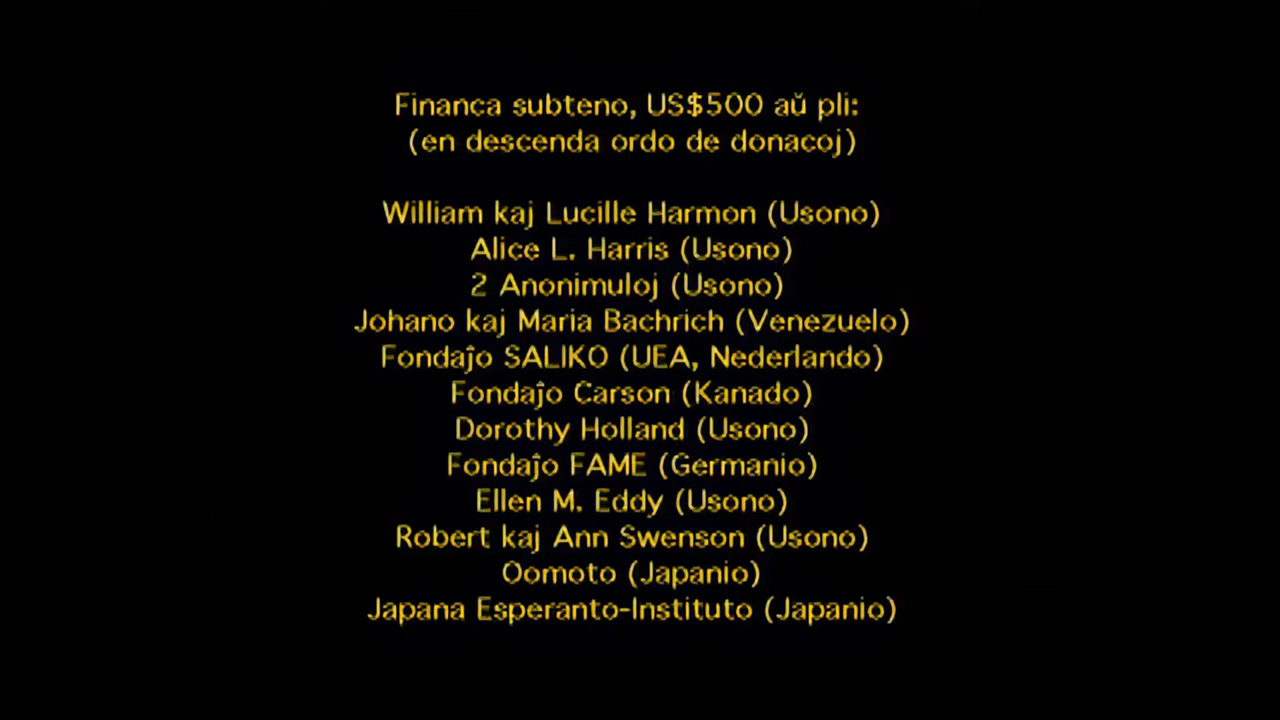 Financa subteno, US$500 aŭ pli:
(en descenda ordo de donacoj)
William kaj Lucille Harmon (Usono)
Alice L. Harris (Usono)
2 Anonimuloj (Usono)
Johano kaj Maria Bachrich (Venezuelo)
Fondaĵo SALIKO (UEA, Nederlando)
Fondaĵo Carson (Kanado)
Dorothy Holland (Usono)
Fondaĵo FAME (Germanio)
Ellen M. Eddy (Usono)
Robert kaj Ann Swenson (Usono)
Oomoto (Japanio)
Japana Esperanto-Instituto (Japanio)